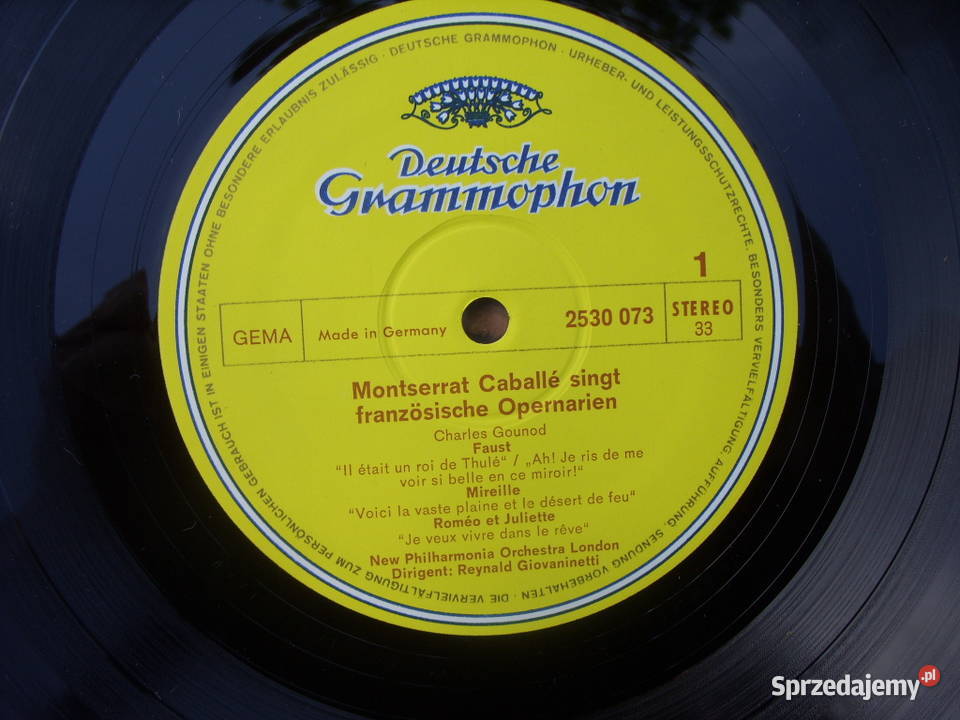 DEUTSCHE GRAMMOPHON · URHEBER- UND LEISTUNGSSCHUTZRECHTE, BESONDERS VERVIELFÄLTIGUNG, AUFFÜHRUNG, SENDUNG VORBEHALTEN · DIE VERVIELFÄLTIGUNG ZUM PERSÖNLICHEN GEBRAUCH IST IN EINIGEN STAATEN OHNE BESONDERE ERLAUBNIS ZULÄSSIG ·
Deutsche
Grammophon
1
GEMA Made in Germany 2530 073 STEREO
33
Montserrat Caballé singt
französische Opernarien
Charles Gounod
Faust
"Il était un roi de Thulé" / „Ah! Je ris de me
voir si belle en ce miroir!"
Mireille
"Voici la vaste plaine et le désert de feu"
Roméo et Juliette
"Je veux vivre dans le rêve"
New Philharmonia Orchestra London
Dirigent: Reynald Giovaninetti
Sprzedajemy.pl